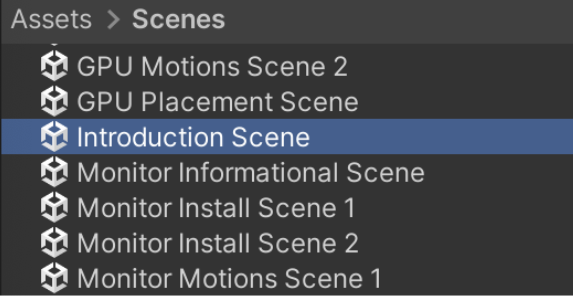 Assets > Scenes
GPU Motions Scene 2
GPU Placement Scene
Introduction Scene
Monitor Informational Scene
Monitor Install Scene 1
Monitor Install Scene 2
Monitor Motions Scene 1